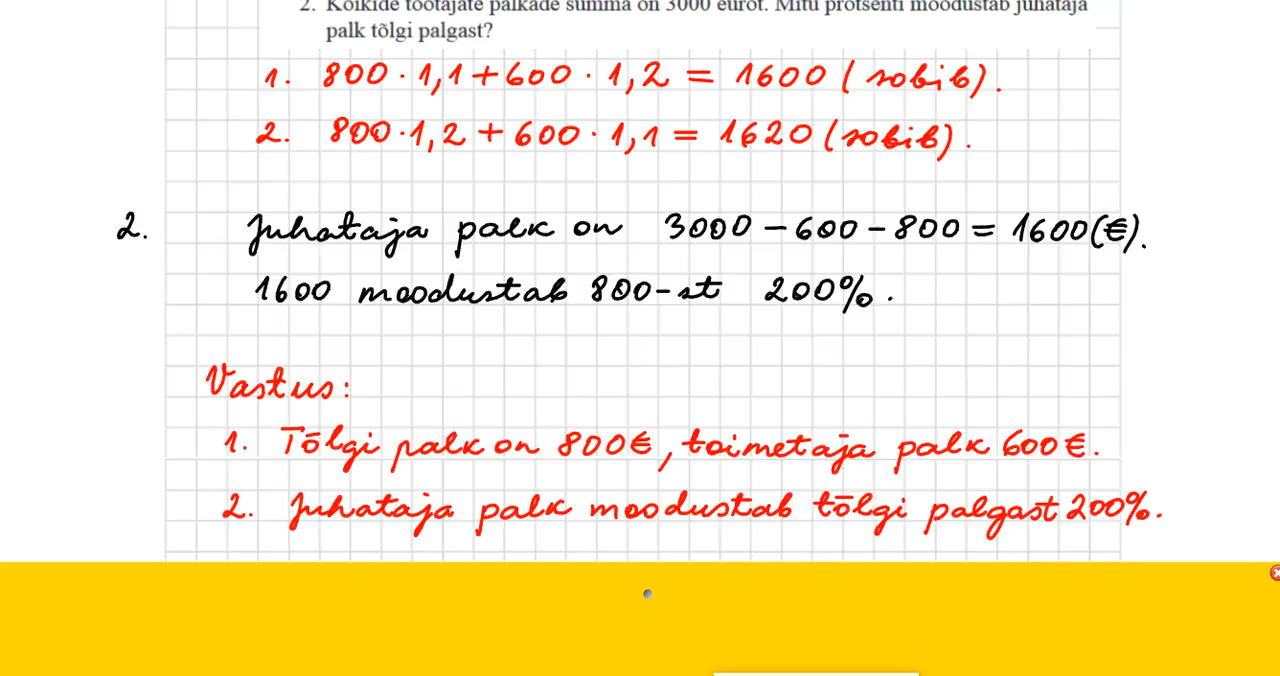 2. Kõikide töötajate palkade summa on 3000 eurot. Mitu protsenti moodustab juhataja
palk tõlgi palgast?
1. 800 · 1,1 + 600 · 1,2 = 1600 (sobib).
2. 800 · 1,2 + 600 · 1,1 = 1620 (sobib).
2. Juhataja palk on 3000 – 600 – 800 = 1600 (€).
1600 moodustab 800-st 200%.
Vastus:
1. Tõlgi palk on 800€, toimetaja palk 600€.
2. Juhataja palk moodustab tõlgi palgast 200%.